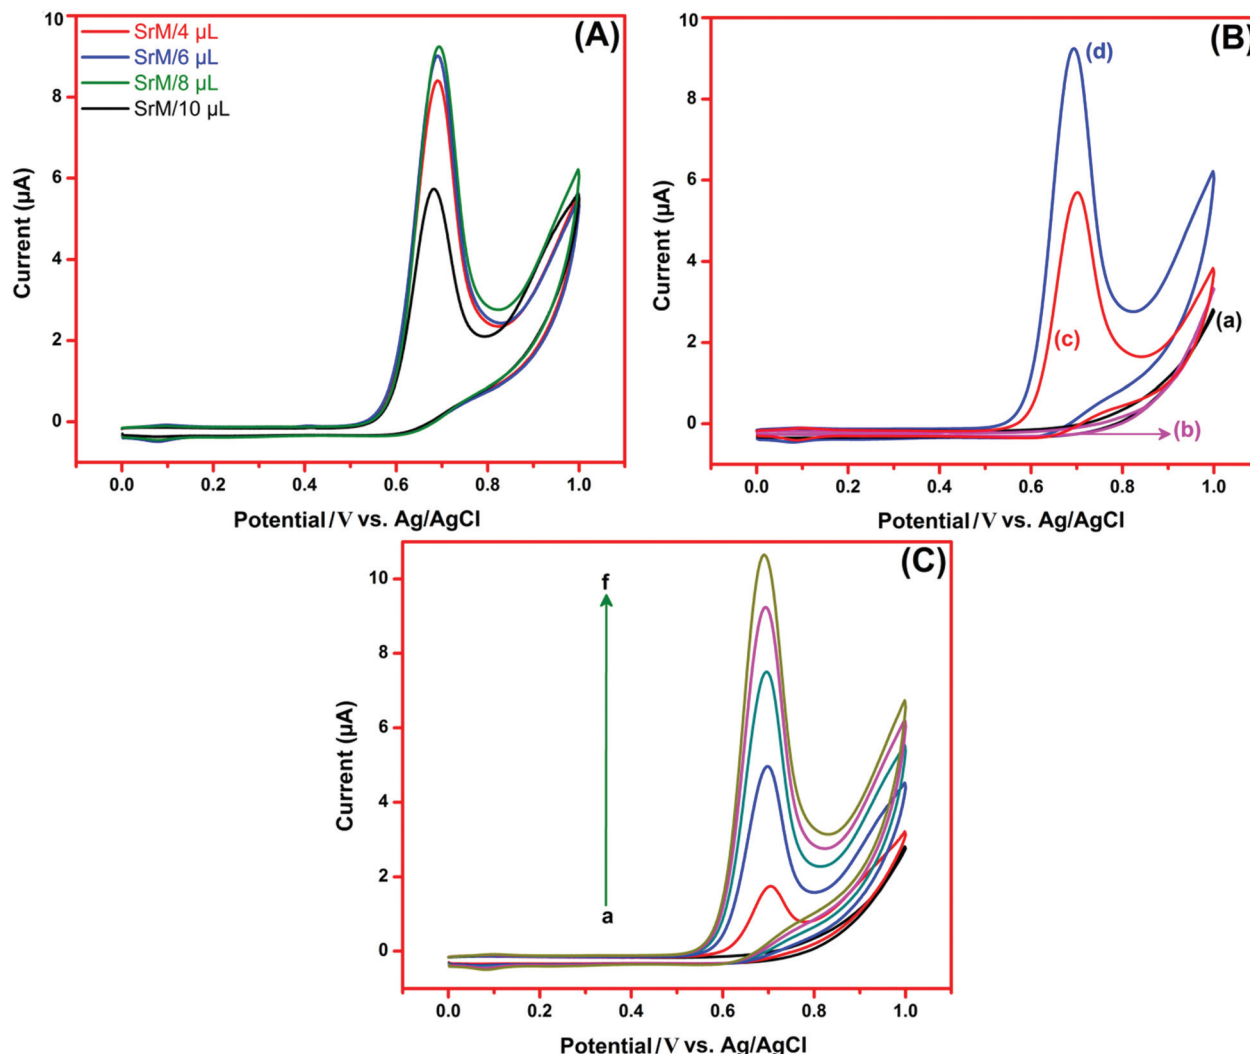 (A)
SrM/4 µL
SrM/6 µL
SrM/8 µL
SrM/10 µL
10
8
6
4
2
0
Current (µA)
0.0 0.2 0.4 0.6 0.8 1.0
Potential/V vs. Ag/AgCl
(B)
(d)
(c)
(a)
(b)
10
8
6
4
2
0
Current (µA)
0.0 0.2 0.4 0.6 0.8 1.0
Potential/V vs. Ag/AgCl
(C)
f
a
10
8
6
4
2
0
Current (µA)
0.0 0.2 0.4 0.6 0.8 1.0
Potential/V vs. Ag/AgCl